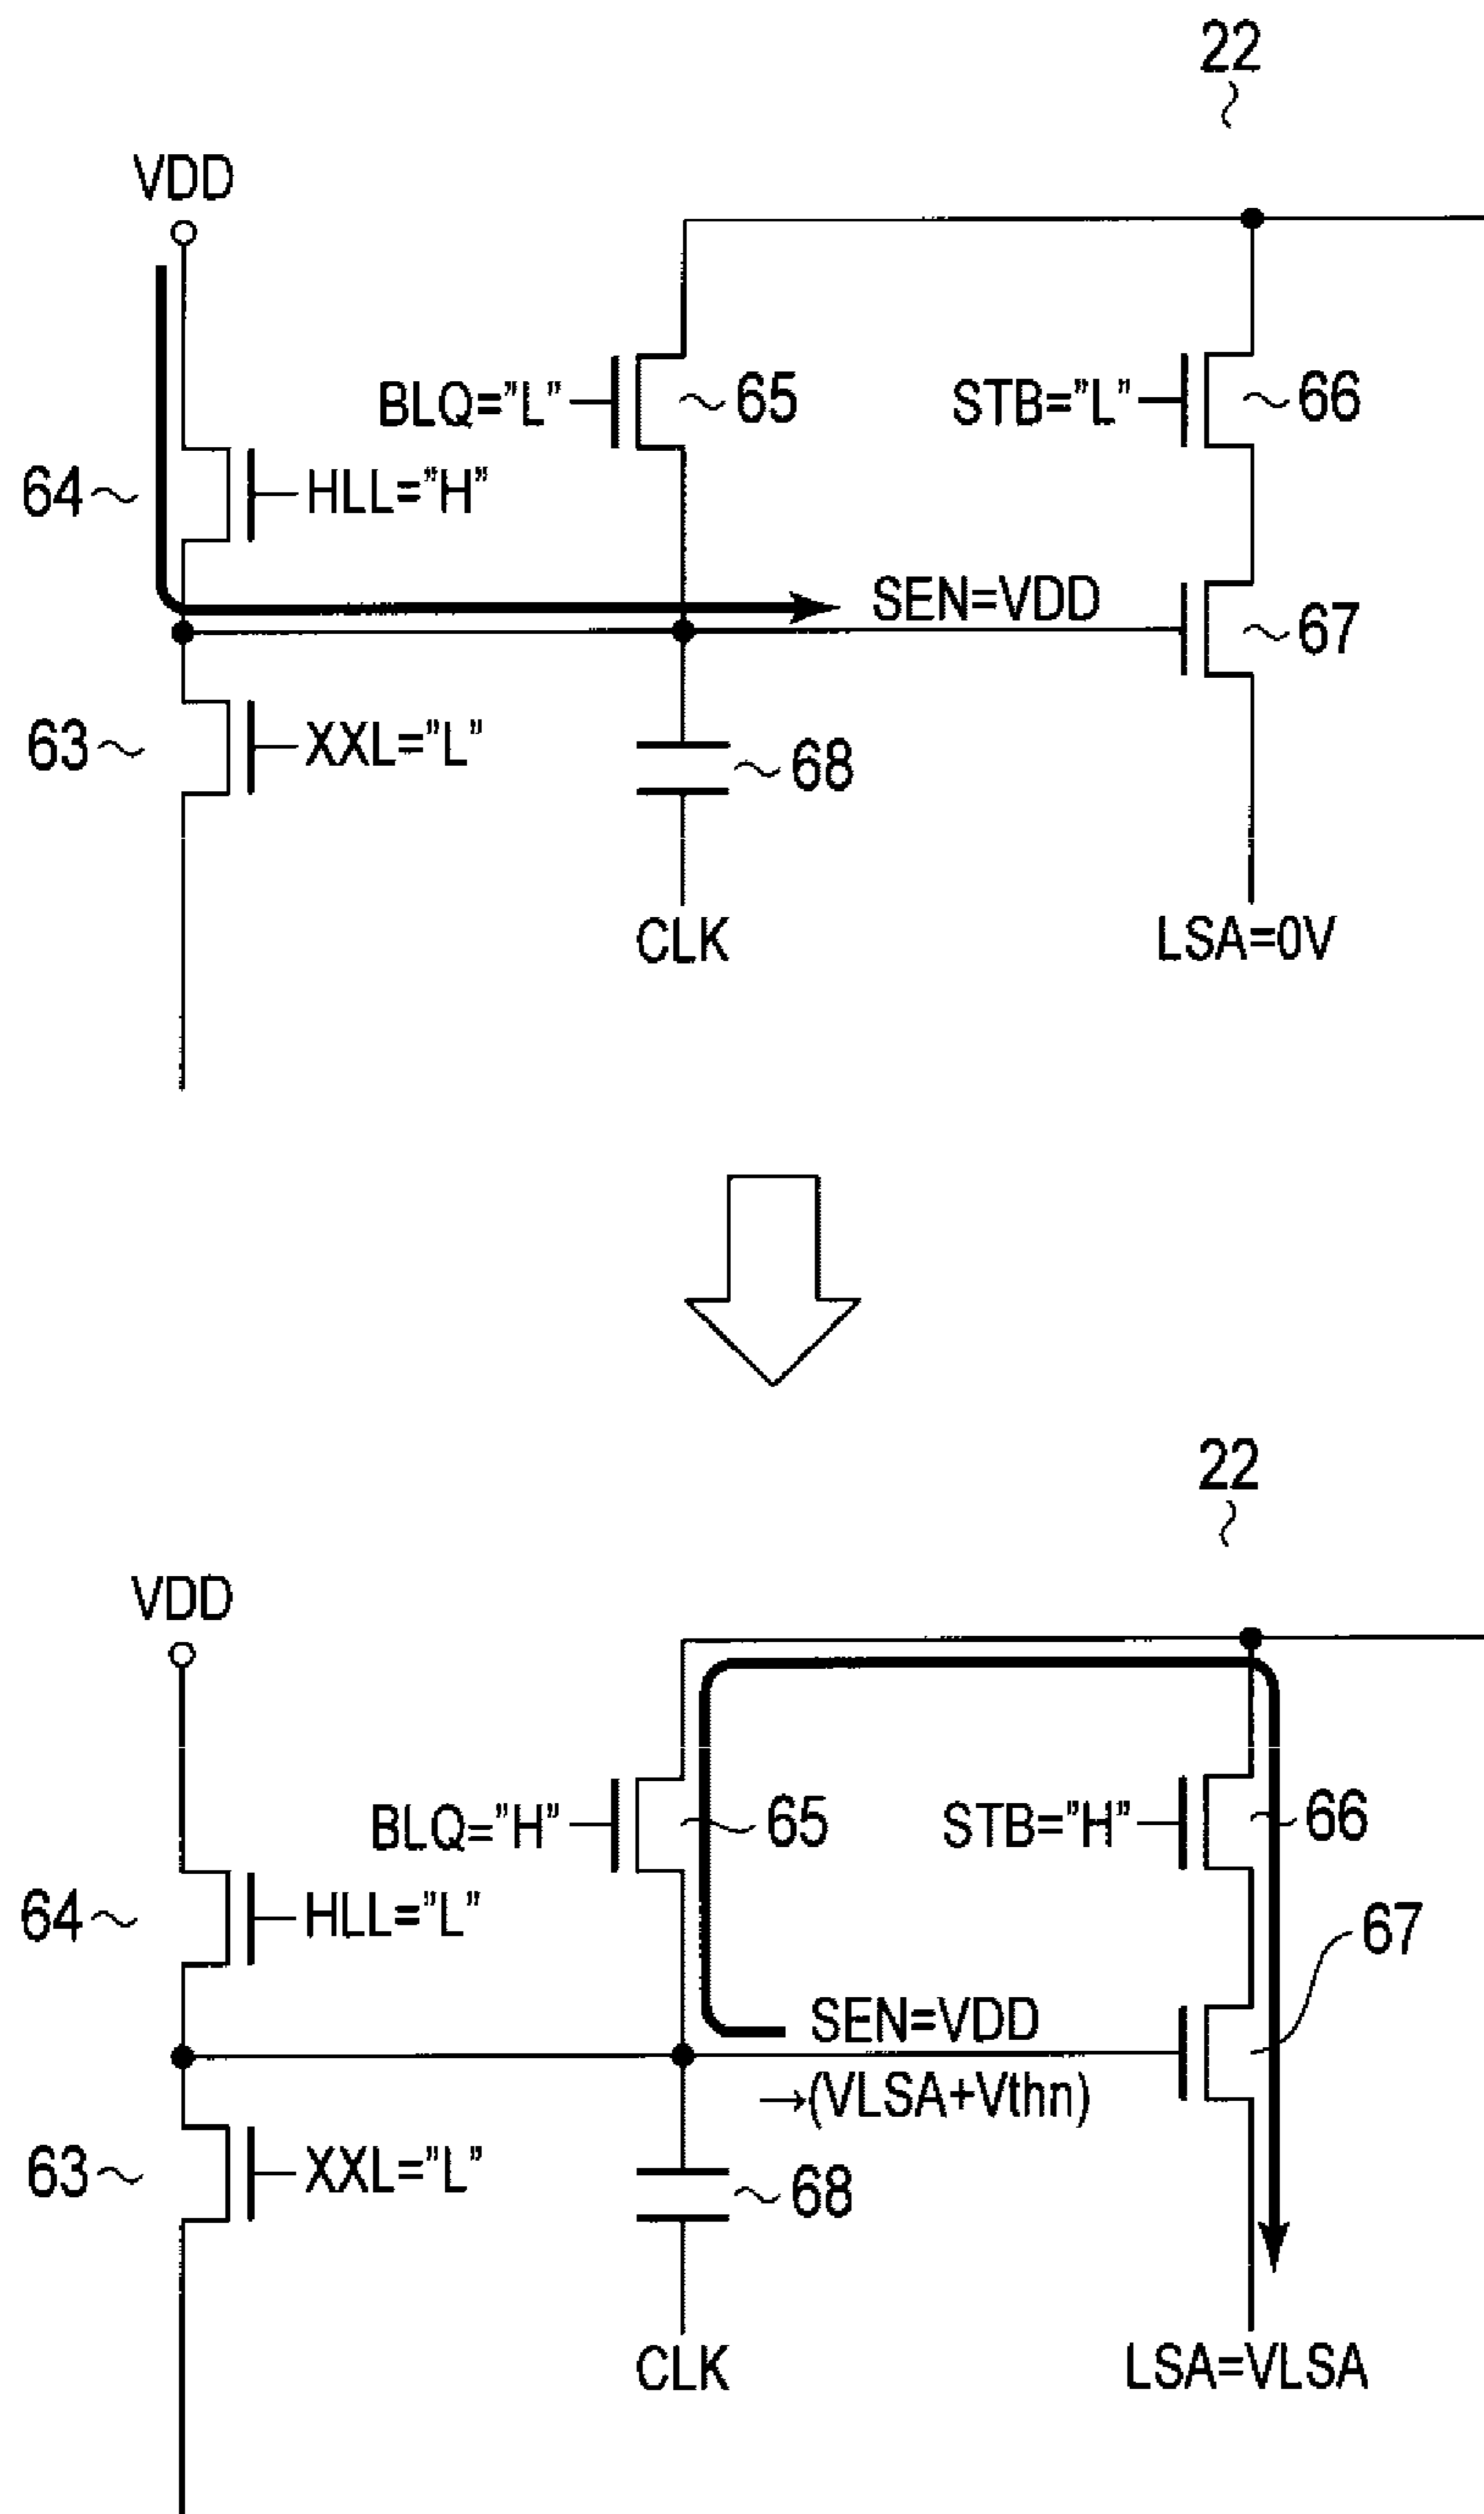 22
VDD
BLQ="L"
65
STB="L"
66
64
HLL="H"
SEN=VDD
67
63
XXL="L"
68
CLK
LSA=0V
22
VDD
BLQ="H"
65
STB="H"
66
64
HLL="L"
67
SEN=VDD
→(VLSA+Vthn)
63
XXL="L"
68
CLK
LSA=VLSA